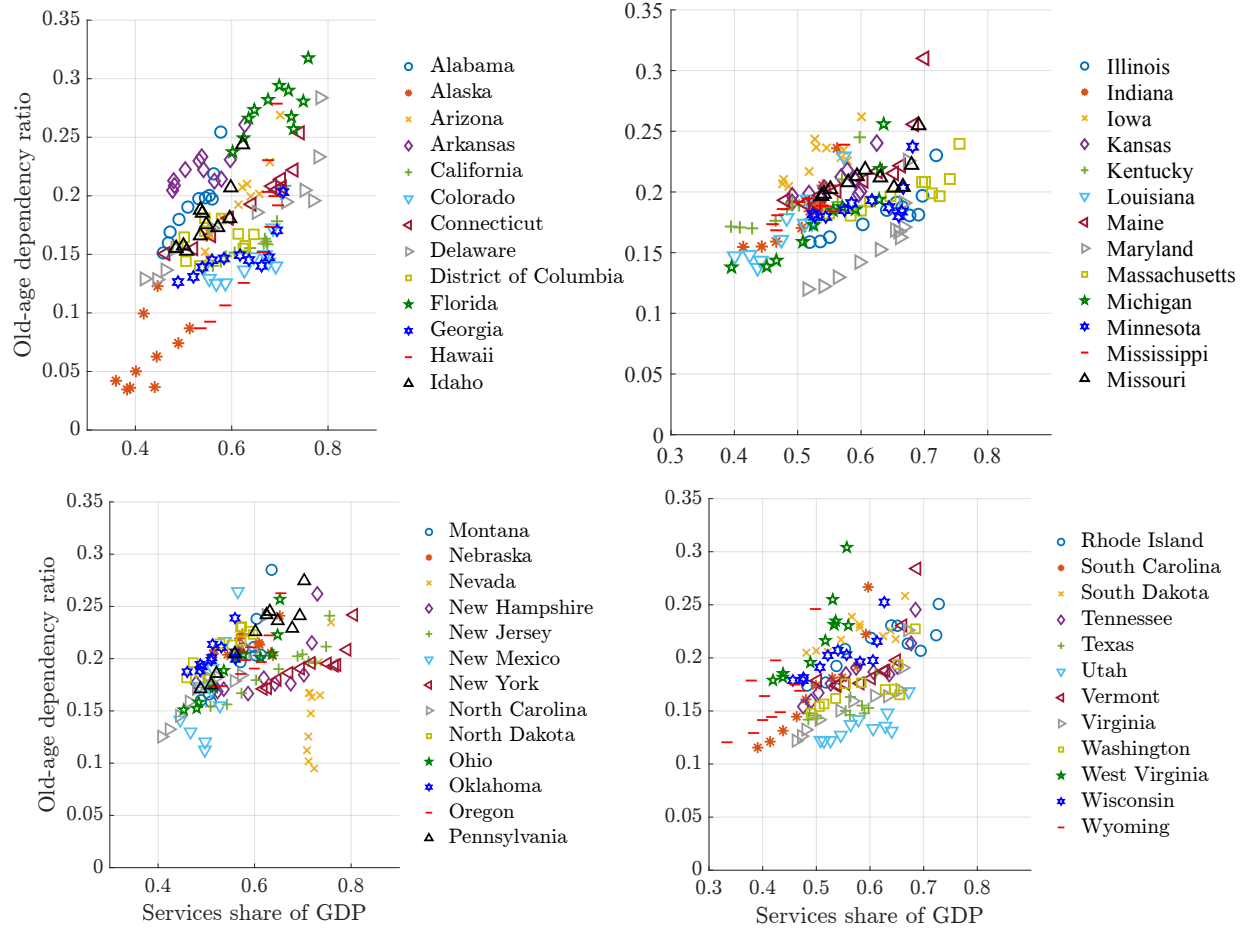 Old-age dependency ratio
0.35
0.3
0.25
0.2
0.15
0.1
0.05
0
0.4
0.6
0.8
Alabama
Alaska
Arizona
Arkansas
California
Colorado
Connecticut
Delaware
District of Columbia
Florida
Georgia
Hawaii
Idaho
0.35
0.3
0.25
0.2
0.15
0.1
0.05
0
0.3
0.4
0.5
0.6
0.7
0.8
Illinois
Indiana
Iowa
Kansas
Kentucky
Louisiana
Maine
Maryland
Massachusetts
Michigan
Minnesota
Mississippi
Missouri
Old-age dependency ratio
0.35
0.3
0.25
0.2
0.15
0.1
0.05
0
0.4
0.6
0.8
Services share of GDP
Montana
Nebraska
Nevada
New Hampshire
New Jersey
New Mexico
New York
North Carolina
North Dakota
Ohio
Oklahoma
Oregon
Pennsylvania
0.35
0.3
0.25
0.2
0.15
0.1
0
0.3
0.4
0.5
0.6
0.7
0.8
0.9
Services share of GDP
Rhode Island
South Carolina
South Dakota
Tennessee
Texas
Utah
Vermont
Virginia
Washington
West Virginia
Wisconsin
Wyoming